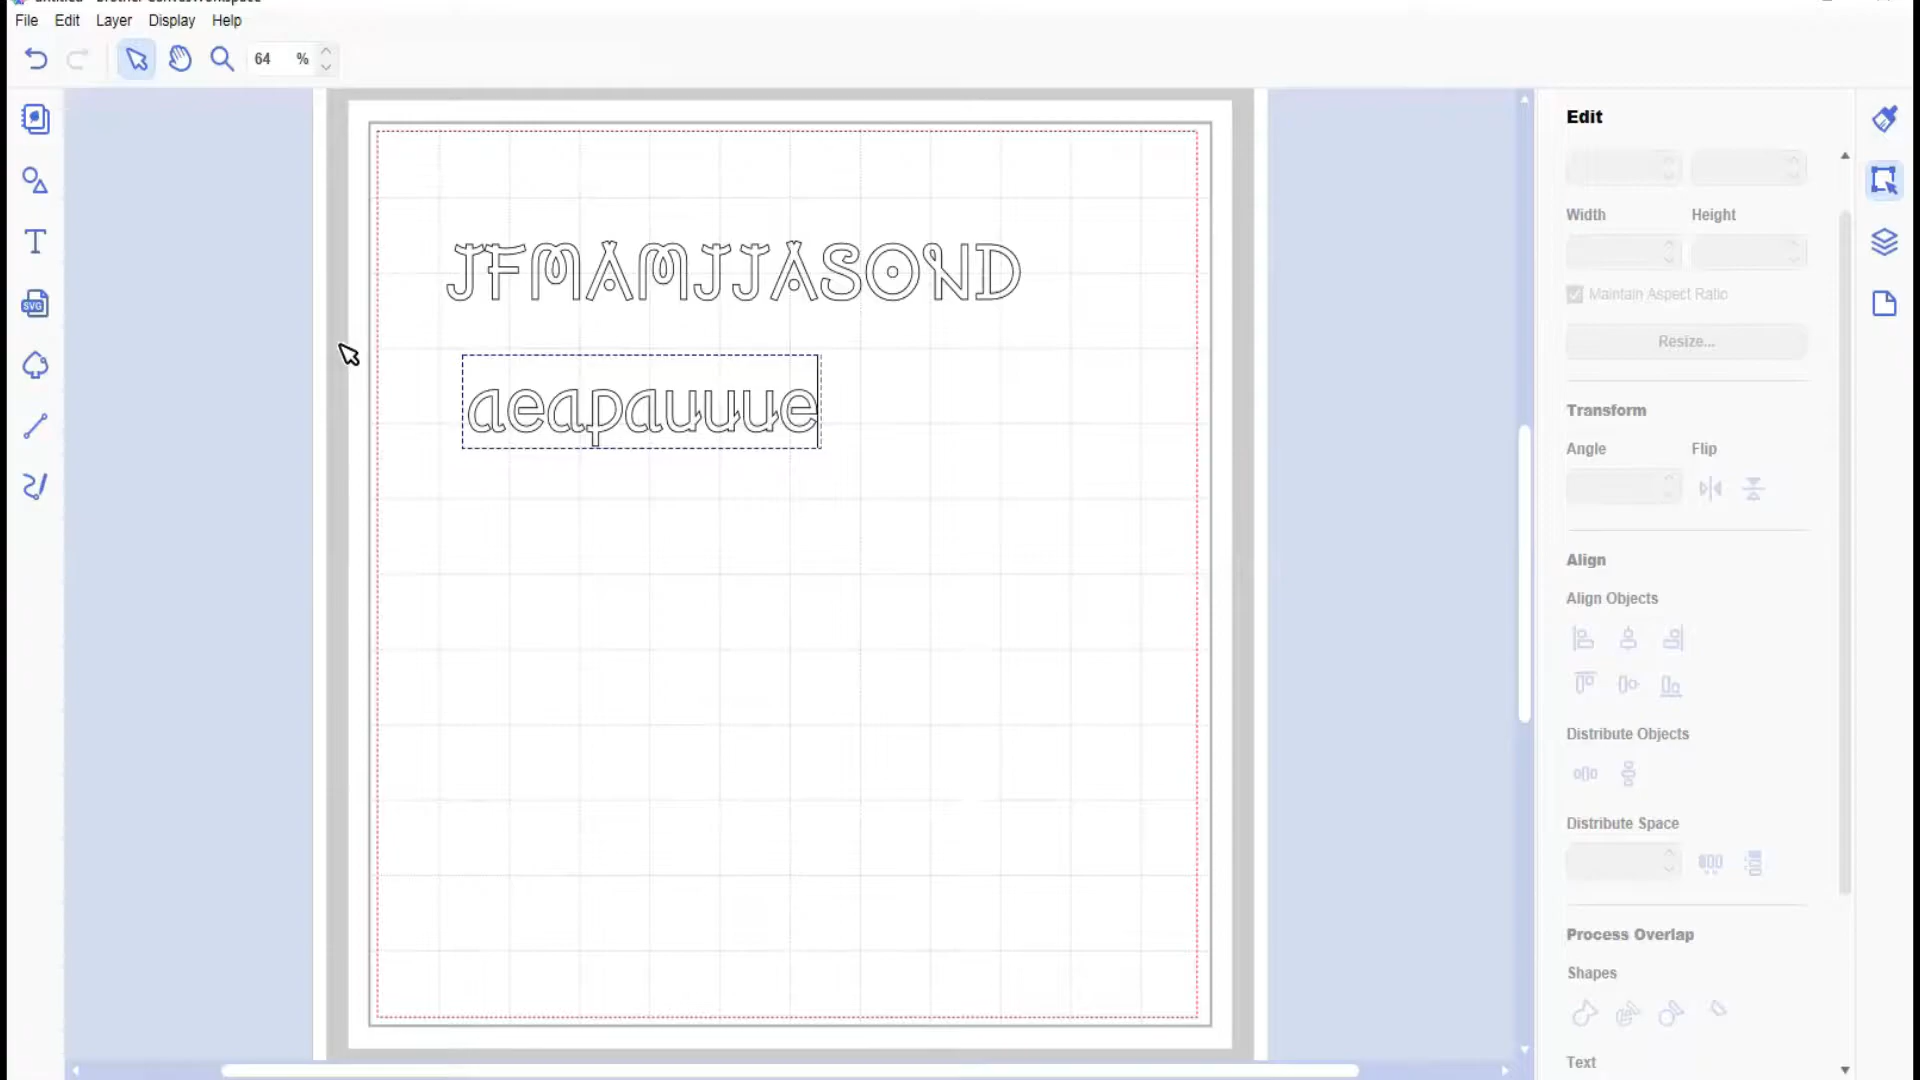 File Edit Layer Display Help
64 %
SVG
JFMAMJJASOND
aeapauuue
Edit
Width Height
Maintain Aspect Ratio
Resize...
Transform
Angle Flip
Align
Align Objects
Distribute Objects
Distribute Space
Process Overlap
Shapes
Text